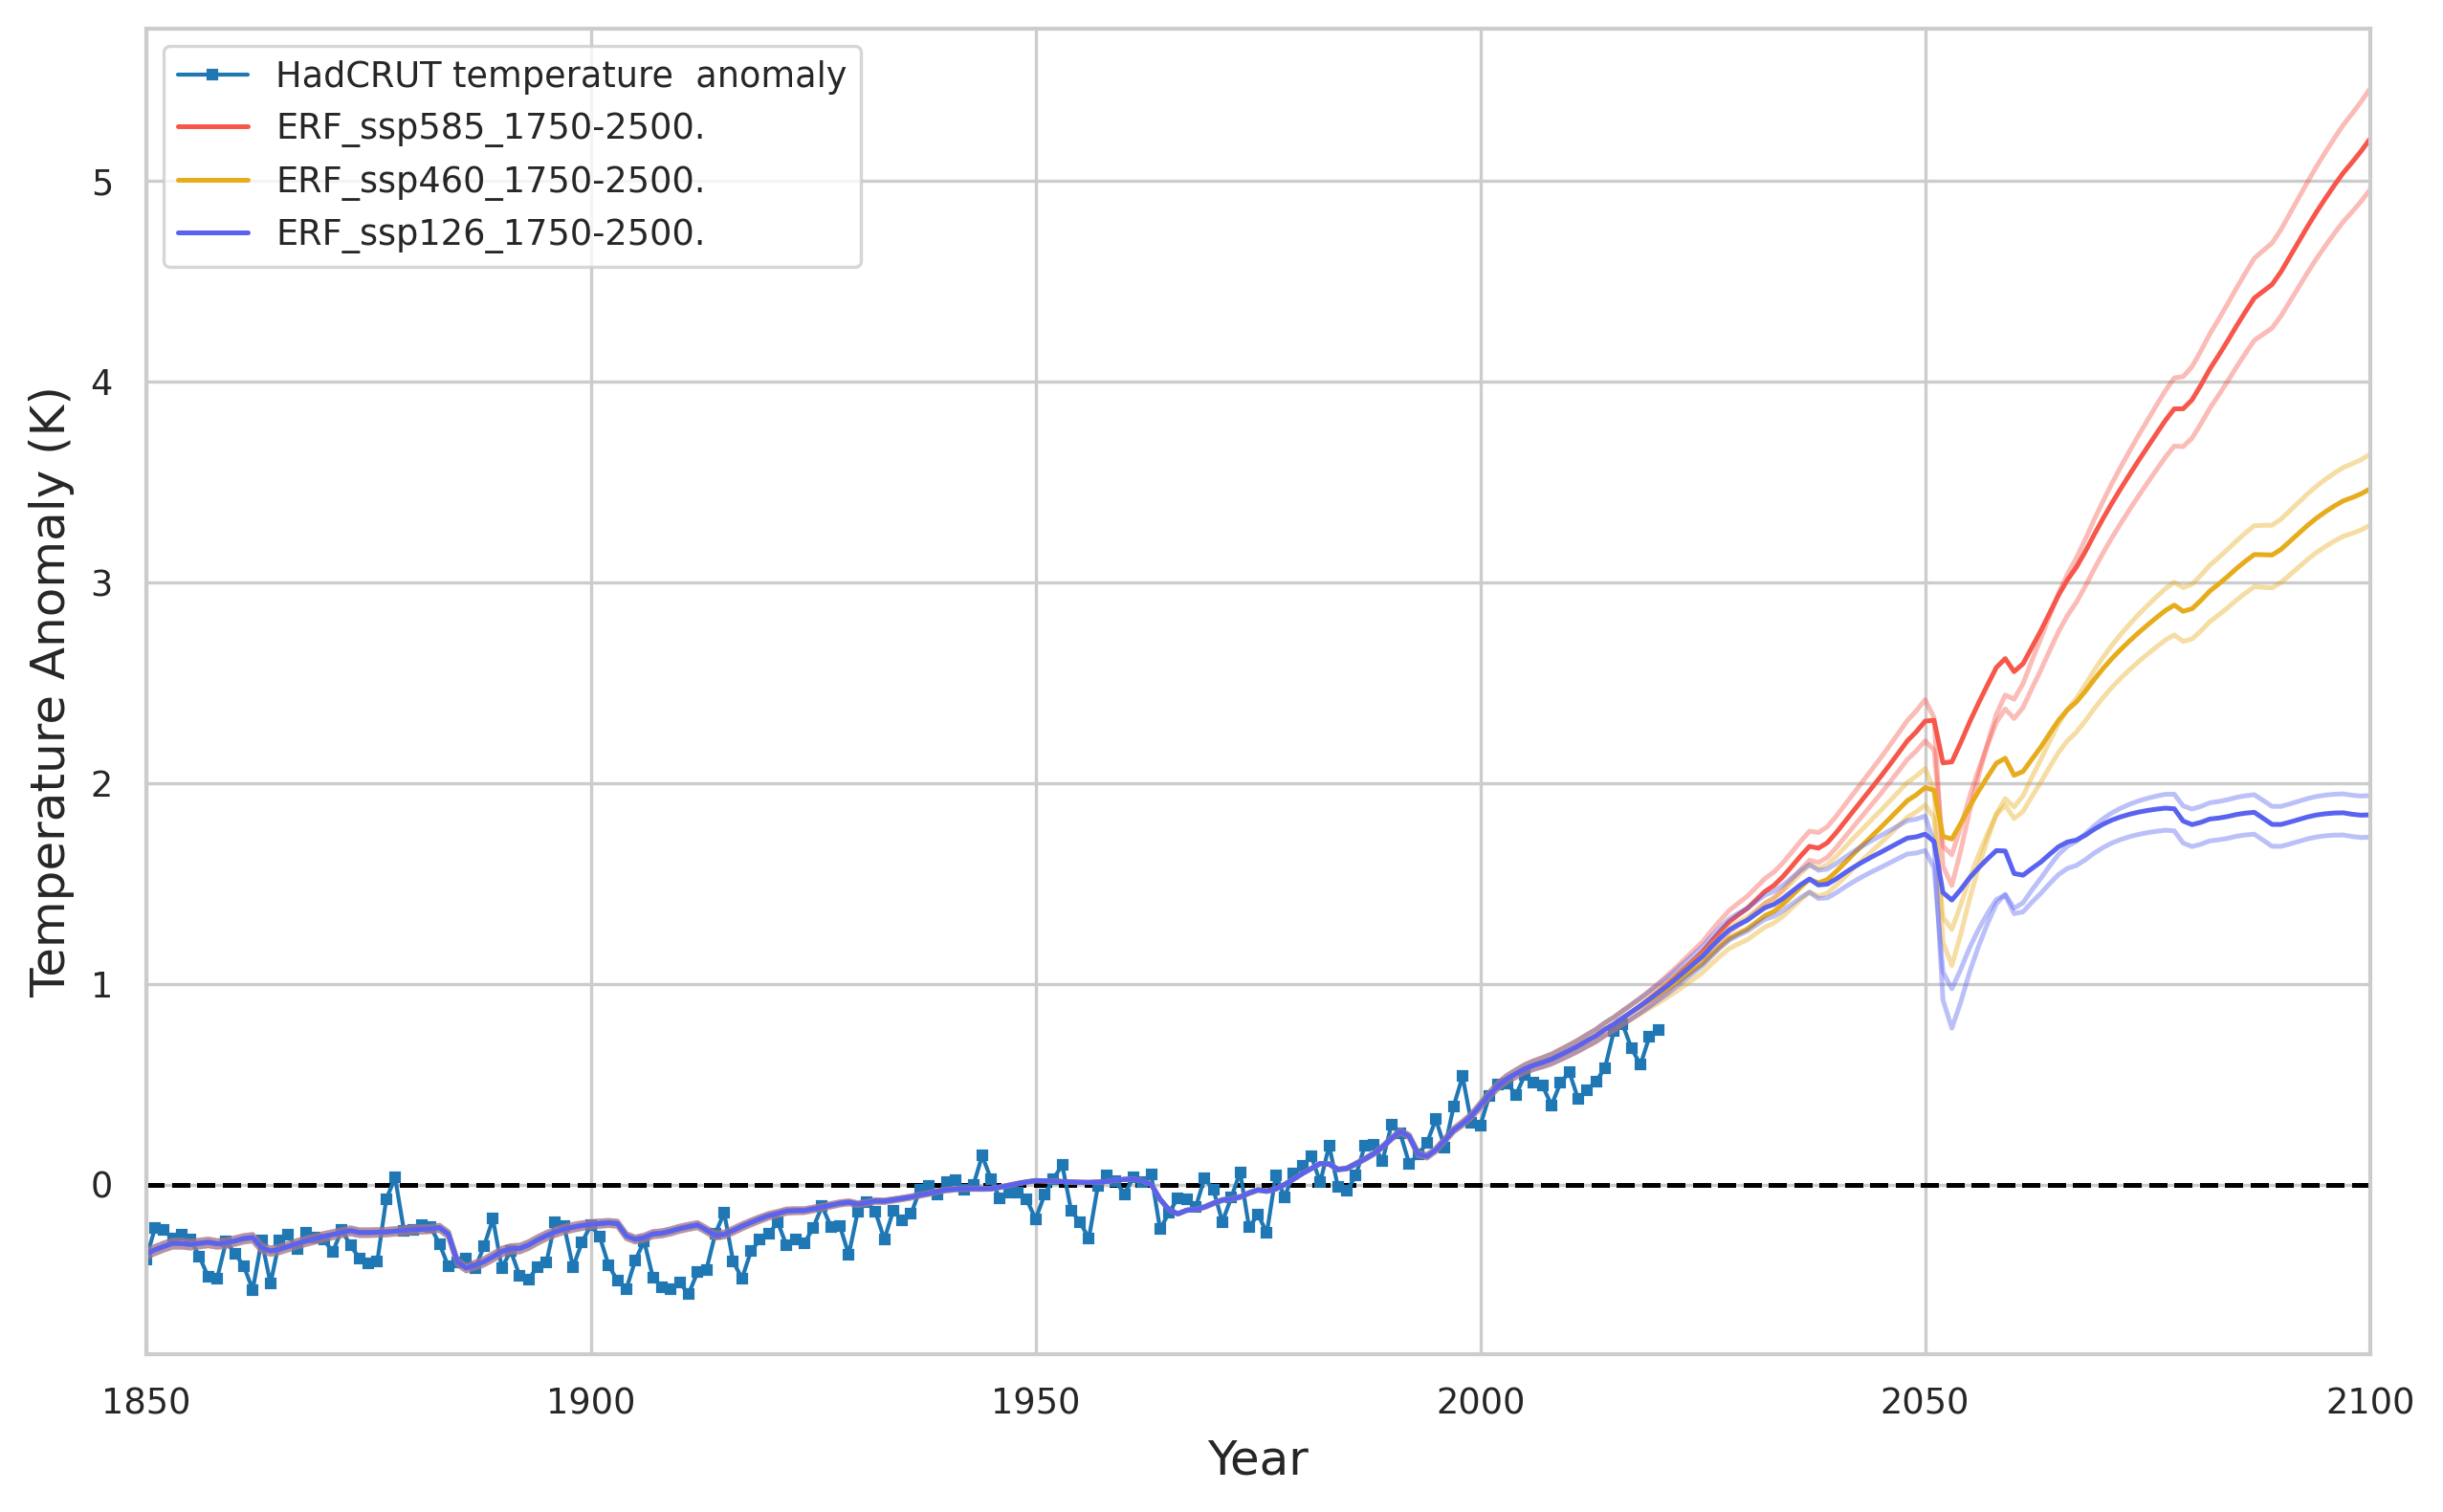 HadCRUT temperature  anomaly
ERF_ssp585_1750-2500.
ERF_ssp460_1750-2500.
ERF_ssp126_1750-2500.
Temperature Anomaly (K)
5
4
3
2
1
0
1850 1900 1950 2000 2050 2100
Year